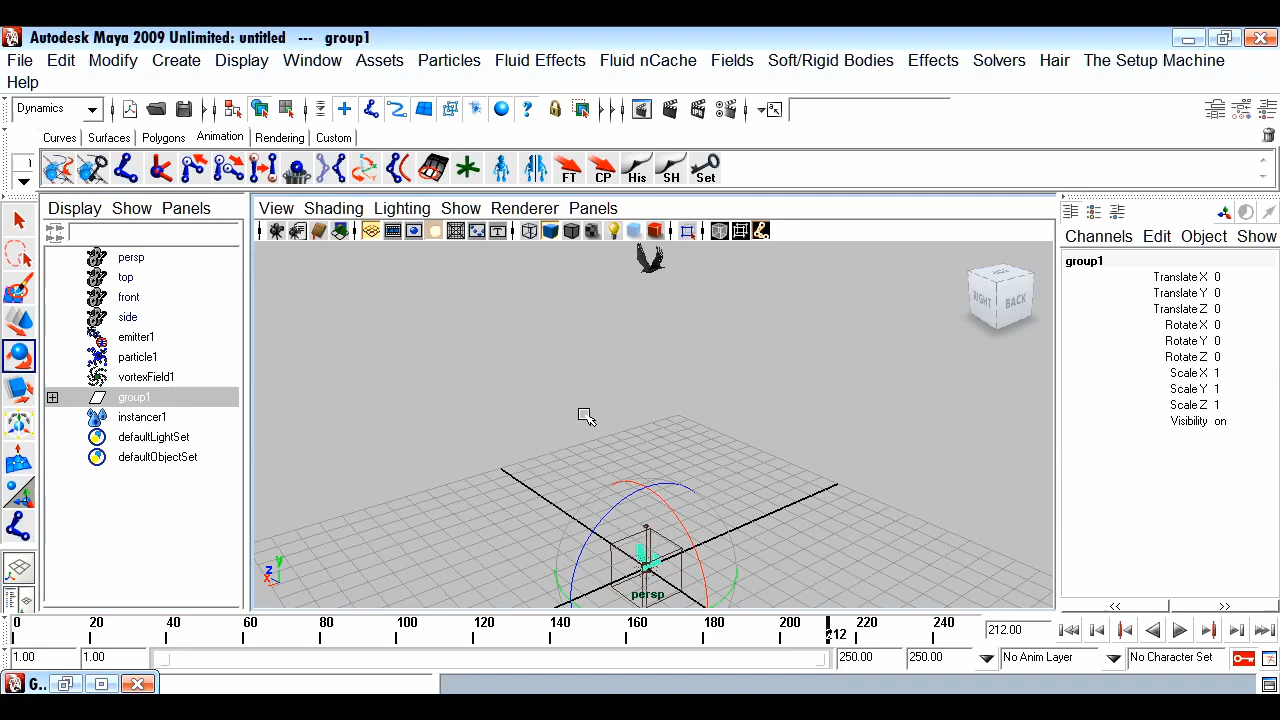 Autodesk Maya 2009 Unlimited: untitled --- group1
File Edit Modify Create Display Window Assets Particles Fluid Effects Fluid nCache Fields Soft/Rigid Bodies Effects Solvers Hair The Setup Machine
Help
Dynamics
Curves Surfaces Polygons Animation Rendering Custom
FT CP His SH Set
Display Show Panels
View Shading Lighting Show Renderer Panels
Channels Edit Object Show
persp
top
front
side
emitter1
particle1
vortexField1
group1
instancer1
defaultLightSet
defaultObjectSet
RIGHT BACK
Y
Z
X
persp
group1
Translate X 0
Translate Y 0
Translate Z 0
Rotate X 0
Rotate Y 0
Rotate Z 0
Scale X 1
Scale Y 1
Scale Z 1
Visibility on
<< >>
0 20 40 60 80 100 120 140 160 180 200 212 220 240 212.00
1.00 1.00 250.00 250.00 No Anim Layer No Character Set
G..